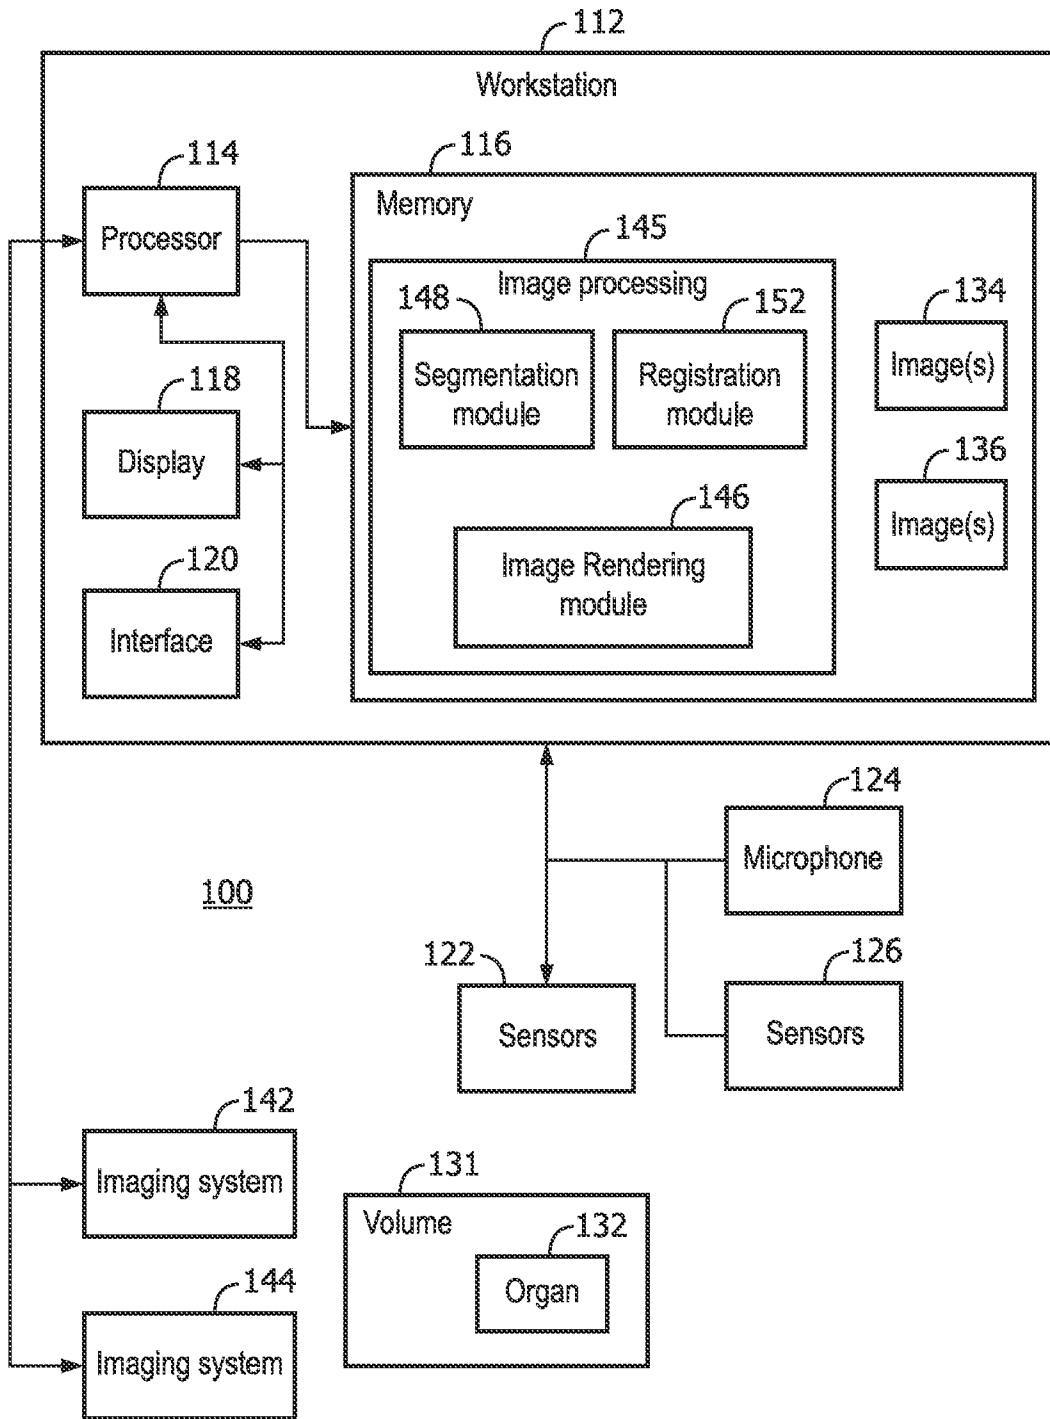 112
Workstation
114
Processor
116
Memory
145
Image processing
148
Segmentation
module
152
Registration
module
134
Image(s)
136
Image(s)
146
Image Rendering
module
118
Display
120
Interface
124
Microphone
100
122
Sensors
126
Sensors
142
Imaging system
131
Volume
132
Organ
144
Imaging system